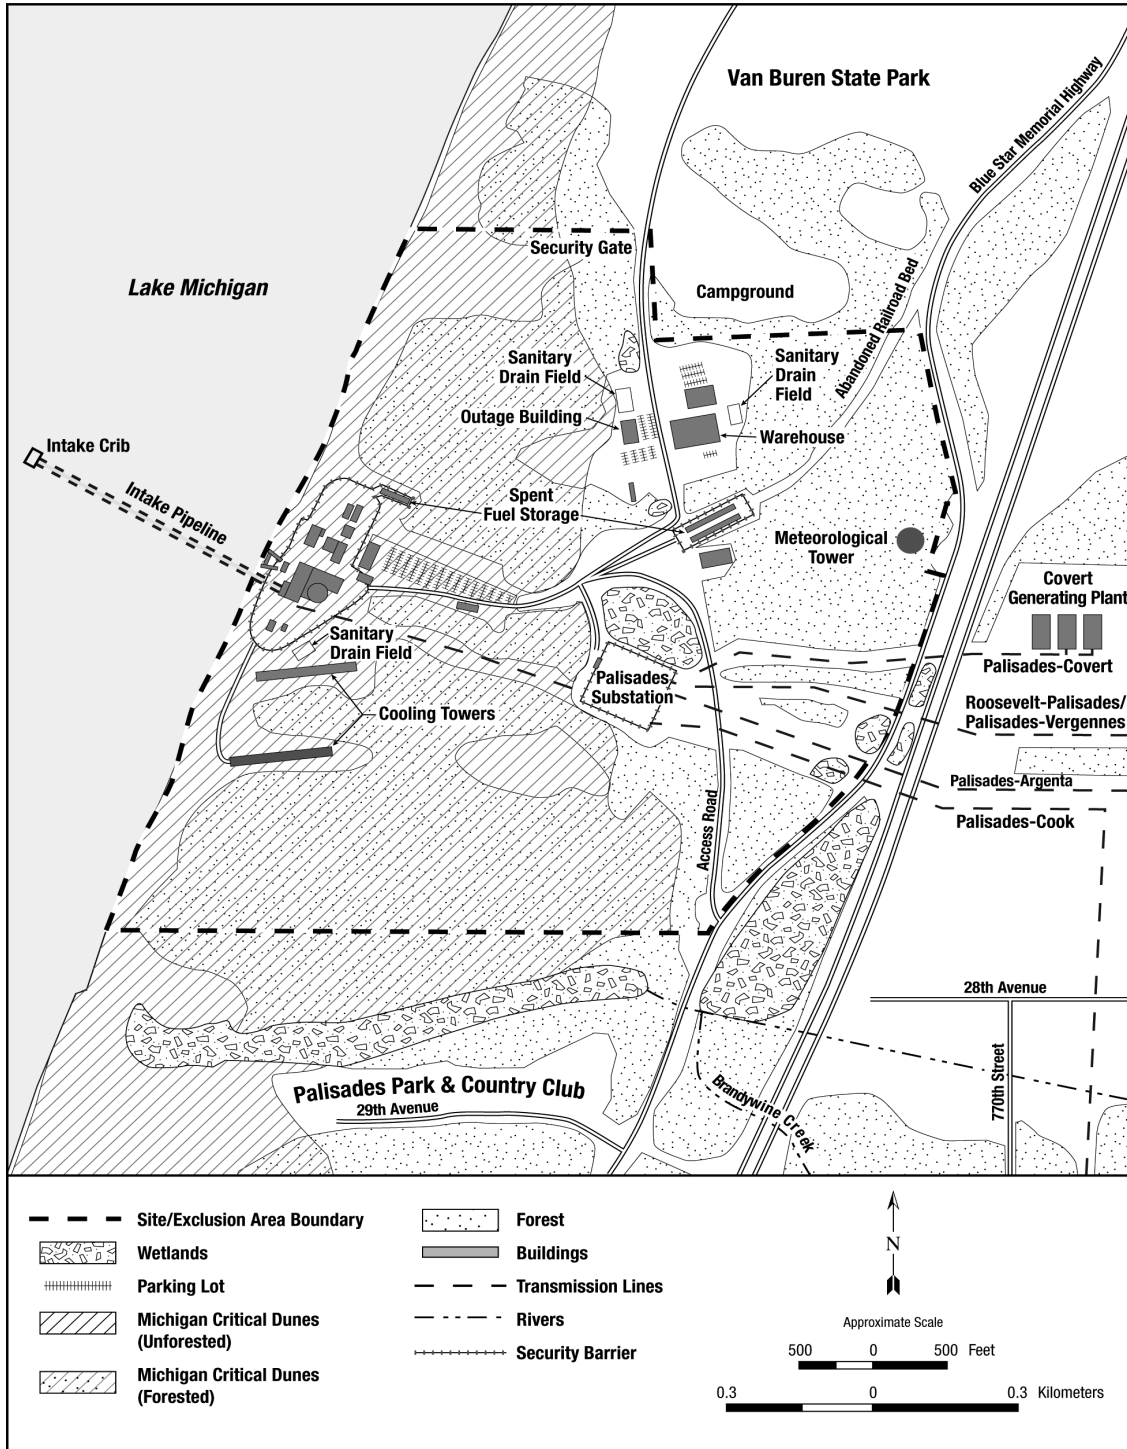 Van Buren State Park
Blue Star Memorial Highway
Security Gate
Lake Michigan
Campground
Abandoned Railroad Bed
Sanitary
Drain Field
Sanitary
Drain
Field
Outage Building
Warehouse
Intake Crib
Intake Pipeline
Spent
Fuel Storage
Meteorological
Tower
Covert
Generating Plant
Sanitary
Drain Field
Palisades
Substation
Palisades-Covert
Cooling Towers
Roosevelt-Palisades/
Palisades-Vergennes
Palisades-Argenta
Palisades-Cook
Access Road
28th Avenue
770th Street
Palisades Park & Country Club
29th Avenue
Brandywine Creek
Site/Exclusion Area Boundary
Wetlands
Parking Lot
Michigan Critical Dunes
(Unforested)
Michigan Critical Dunes
(Forested)
Forest
Buildings
Transmission Lines
Rivers
Security Barrier
N
Approximate Scale
500 0 500 Feet
0.3 0 0.3 Kilometers